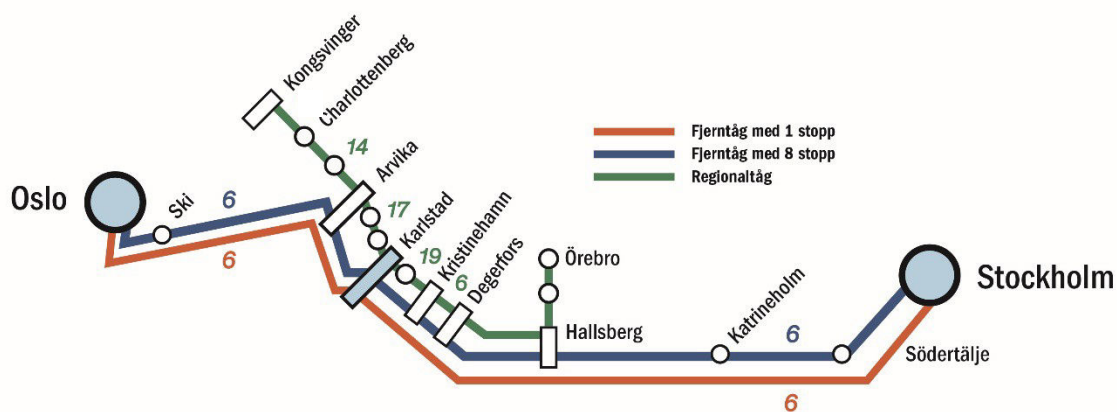 Kongsvinger
Charlottenberg
14
Arvika
Fjerntåg med 1 stopp
Fjerntåg med 8 stopp
Regionaltåg
Oslo
Ski
6
6
17
Karlstad
19
Kristinehamn
6
Degerfors
Örebro
Hallsberg
Katrineholm
6
Stockholm
Södertälje
6